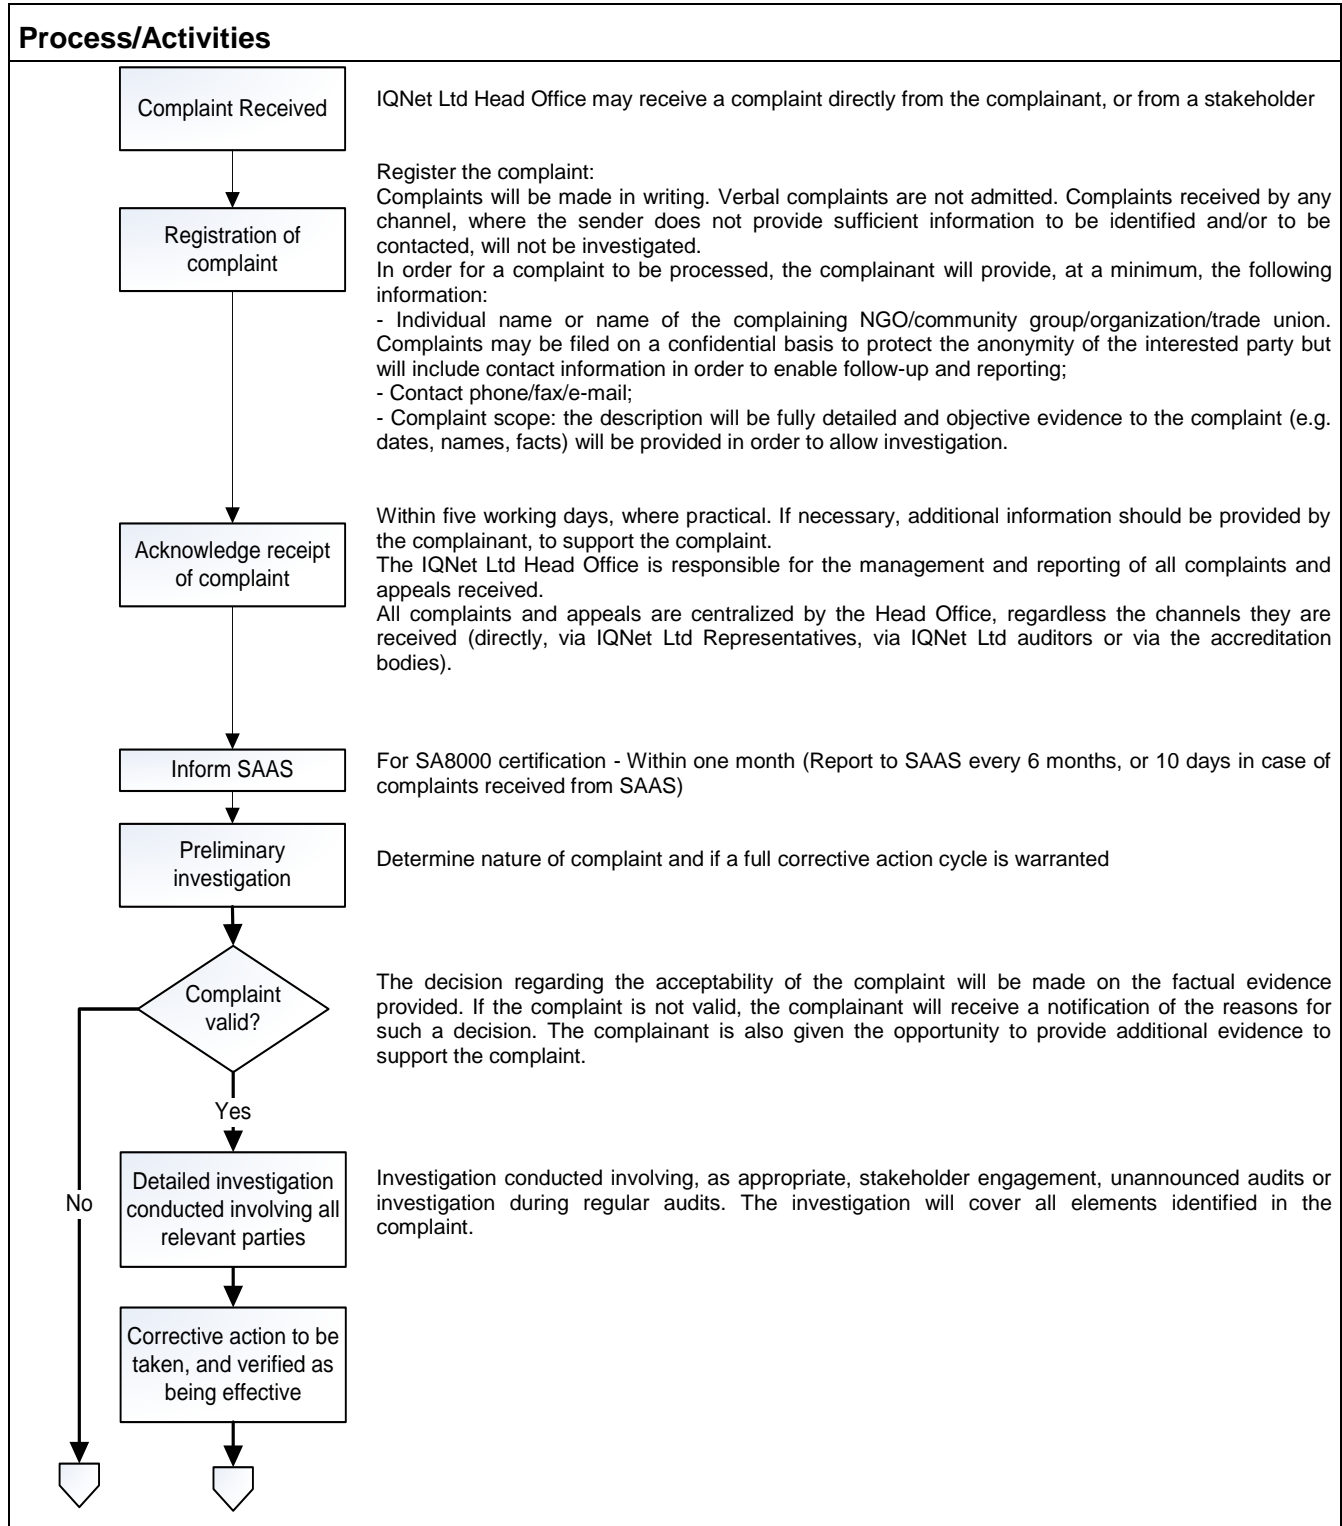 Process/Activities
Complaint Received
IQNet Ltd Head Office may receive a complaint directly from the complainant, or from a stakeholder
Registration of
complaint
Register the complaint:
Complaints will be made in writing. Verbal complaints are not admitted. Complaints received by any
channel, where the sender does not provide sufficient information to be identified and/or to be
contacted, will not be investigated.
In order for a complaint to be processed, the complainant will provide, at a minimum, the following
information:
- Individual name or name of the complaining NGO/community group/organization/trade union.
Complaints may be filed on a confidential basis to protect the anonymity of the interested party but
will include contact information in order to enable follow-up and reporting;
- Contact phone/fax/e-mail;
- Complaint scope: the description will be fully detailed and objective evidence to the complaint (e.g.
dates, names, facts) will be provided in order to allow investigation.
Acknowledge receipt
of complaint
Within five working days, where practical. If necessary, additional information should be provided by
the complainant, to support the complaint.
The IQNet Ltd Head Office is responsible for the management and reporting of all complaints and
appeals received.
All complaints and appeals are centralized by the Head Office, regardless the channels they are
received (directly, via IQNet Ltd Representatives, via IQNet Ltd auditors or via the accreditation
bodies).
Inform SAAS
For SA8000 certification - Within one month (Report to SAAS every 6 months, or 10 days in case of
complaints received from SAAS)
Preliminary
investigation
Determine nature of complaint and if a full corrective action cycle is warranted
Complaint
valid?
The decision regarding the acceptability of the complaint will be made on the factual evidence
provided. If the complaint is not valid, the complainant will receive a notification of the reasons for
such a decision. The complainant is also given the opportunity to provide additional evidence to
support the complaint.
Yes
No
Detailed investigation
conducted involving all
relevant parties
Investigation conducted involving, as appropriate, stakeholder engagement, unannounced audits or
investigation during regular audits. The investigation will cover all elements identified in the
complaint.
Corrective action to be
taken, and verified as
being effective